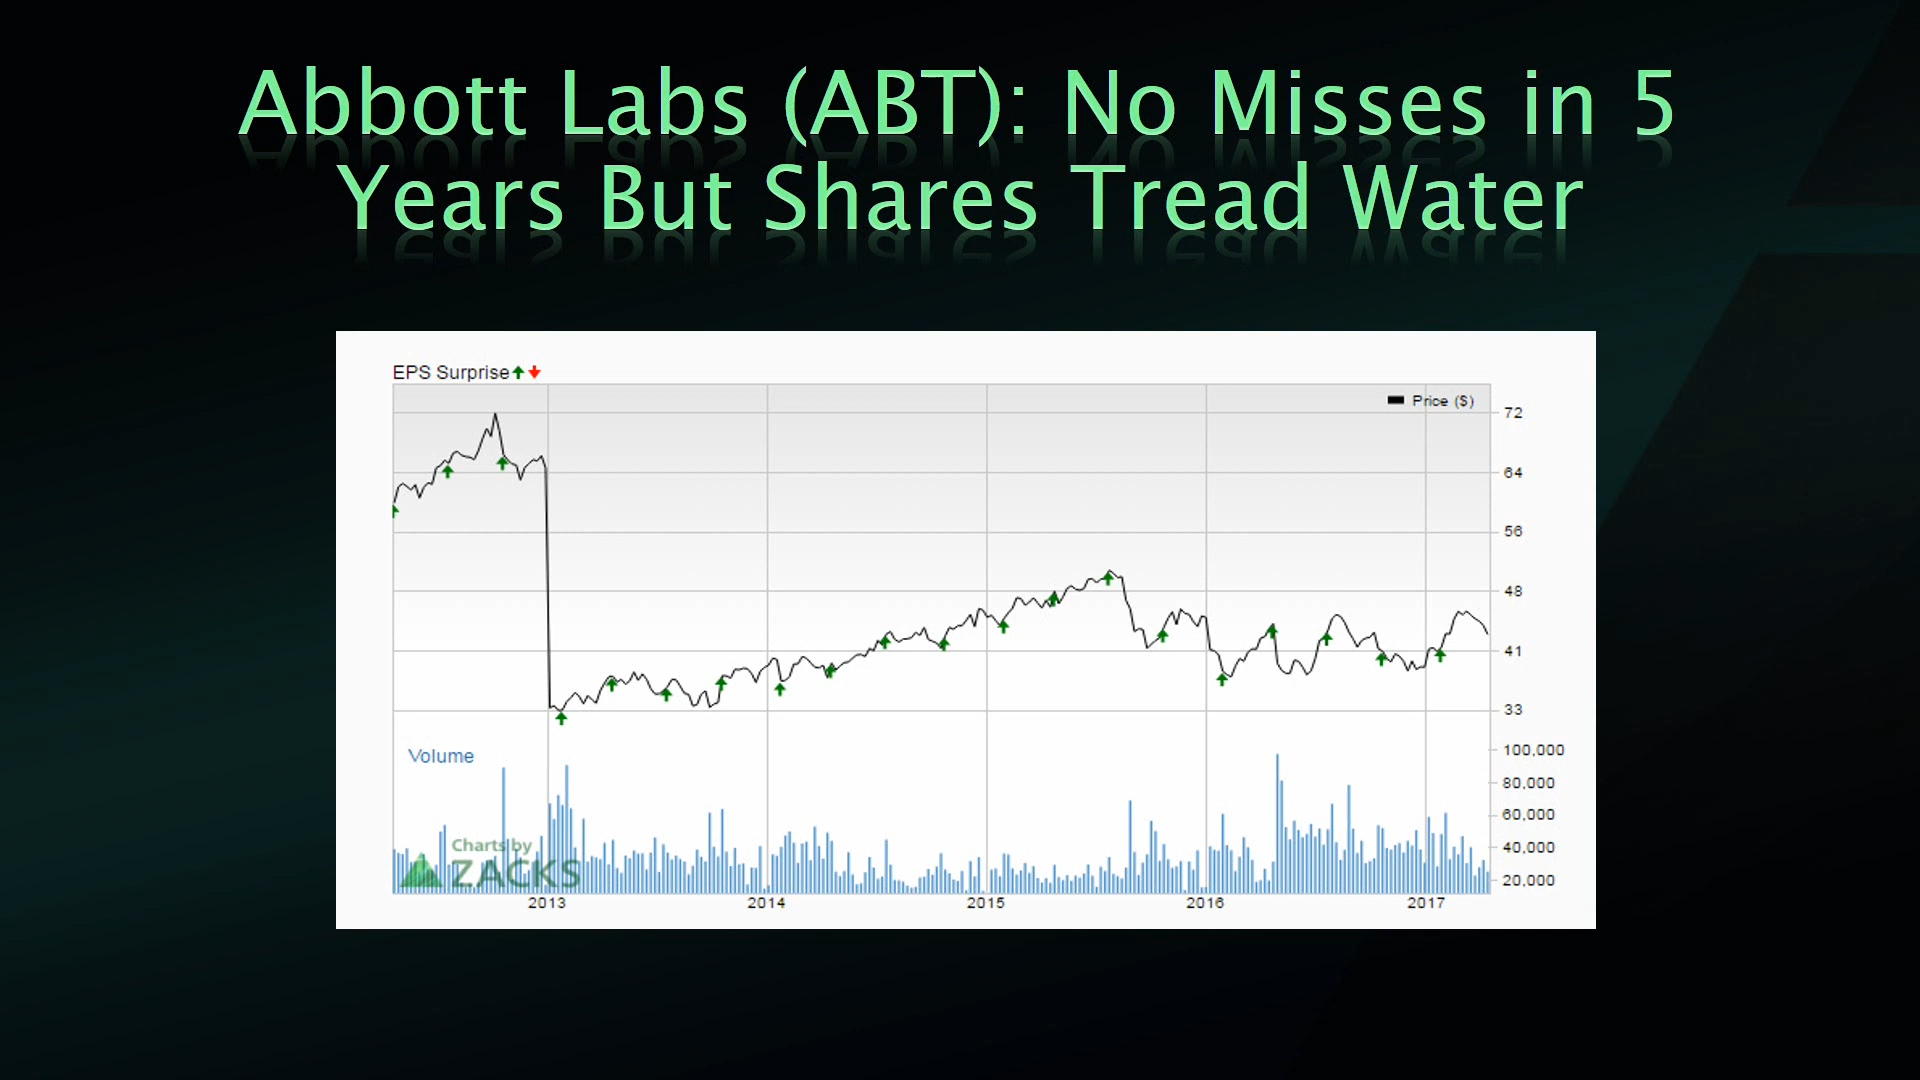 Abbott Labs (ABT): No Misses in 5
Years But Shares Tread Water
EPS Surprise
Price ($)
72
64
56
48
41
33
Volume
100,000
80,000
60,000
40,000
20,000
Charts by
ZACKS
2013 2014 2015 2016 2017